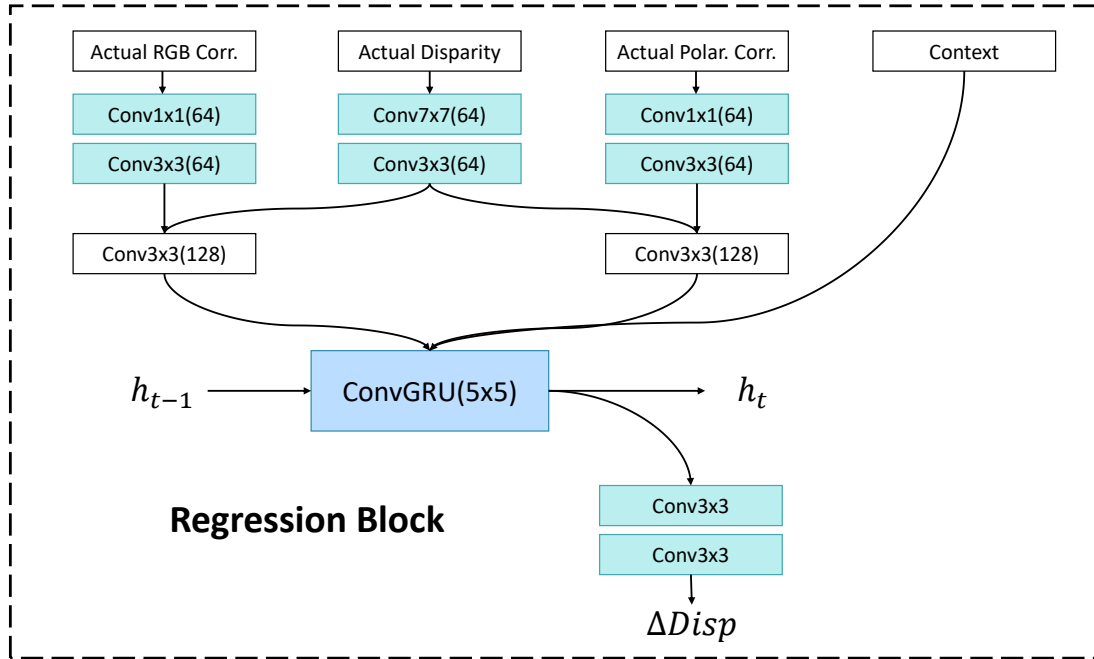 Actual RGB Corr.
Actual Disparity
Actual Polar. Corr.
Context
Conv1x1(64)
Conv7x7(64)
Conv1x1(64)
Conv3x3(64)
Conv3x3(64)
Conv3x3(64)
Conv3x3(128)
Conv3x3(128)
h_{t−1}
ConvGRU(5x5)
h_t
Conv3x3
Regression Block
Conv3x3
ΔDisp